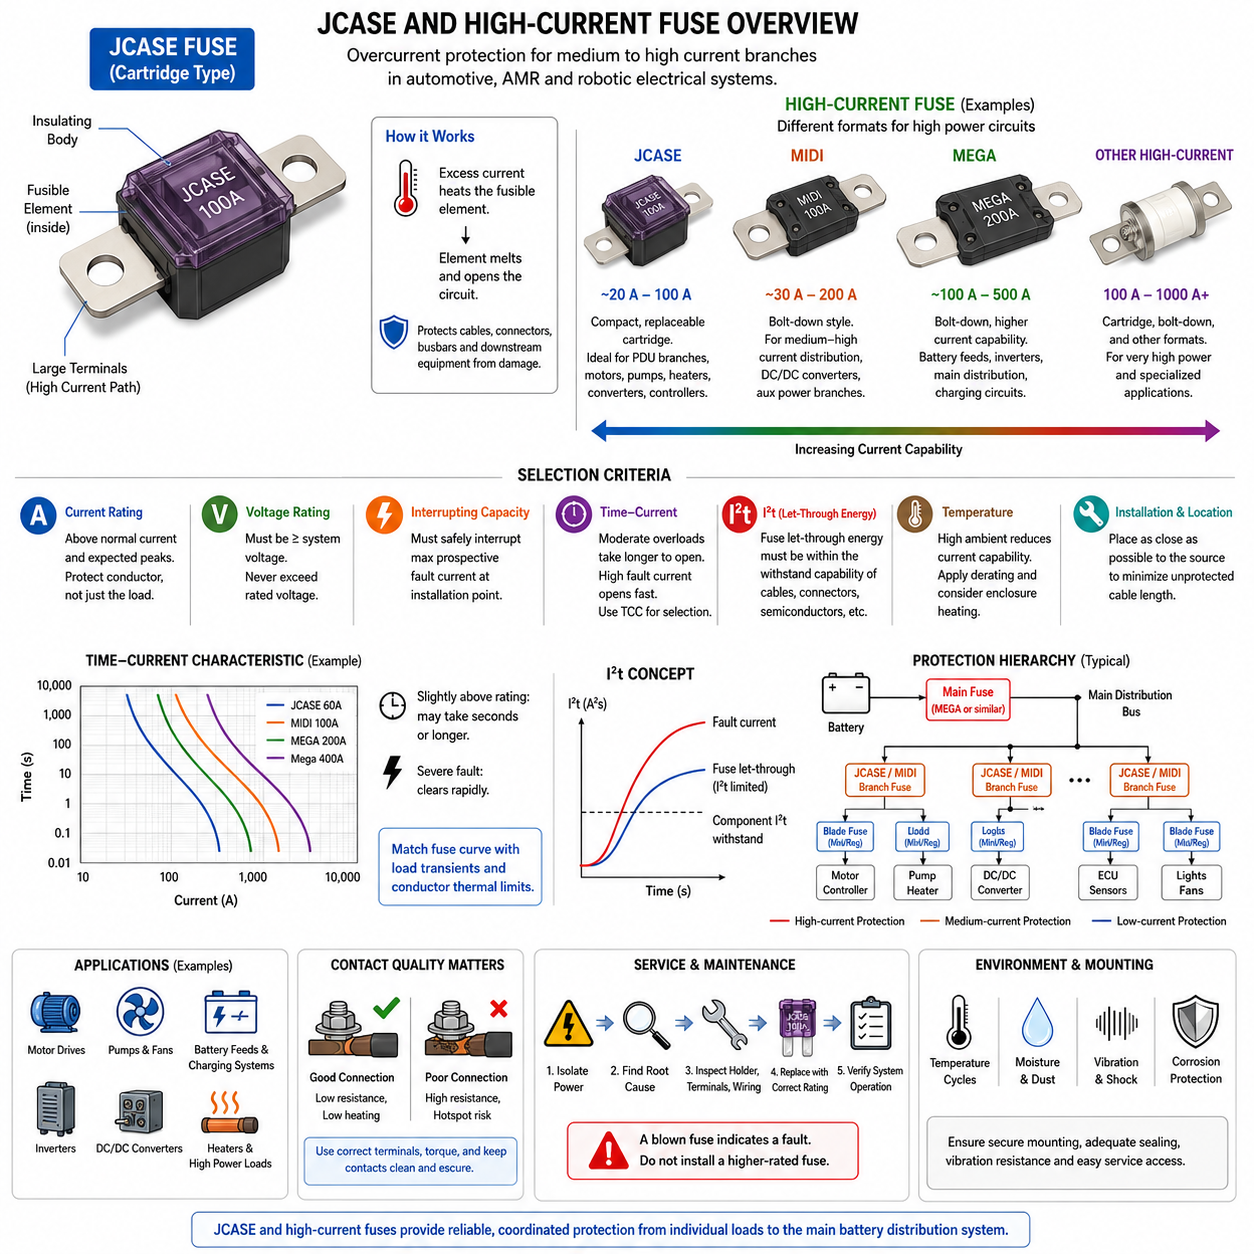 JCASE AND HIGH-CURRENT FUSE OVERVIEW
Overcurrent protection for medium to high current branches
in automotive, AMR and robotic electrical systems.
JCASE FUSE
(Cartridge Type)
Insulating
Body
Fusible
Element
(inside)
Large Terminals
(High Current Path)
JCASE
100A
How it Works
Excess current
heats the fusible
element.
Element melts
and opens the
circuit.
Protects cables, connectors,
busbars and downstream
equipment from damage.
HIGH-CURRENT FUSE (Examples)
Different formats for high power circuits
JCASE
JCASE
100A
~20 A – 100 A
Compact, replaceable
cartridge.
Ideal for PDU branches,
motors, pumps, heaters,
converters, controllers.
MIDI
MIDI
100A
~30 A – 200 A
Bolt-down style.
For medium–high
current distribution,
DC/DC converters,
aux power branches.
MEGA
MEGA
200A
~100 A – 500 A
Bolt-down, higher
current capability.
Battery feeds, inverters,
main distribution,
charging circuits.
OTHER HIGH-CURRENT
100 A – 1000 A+
Cartridge, bolt-down,
and other formats.
For very high power
and specialized
applications.
Increasing Current Capability
SELECTION CRITERIA
A
Current Rating
Above normal current
and expected peaks.
Protect conductor,
not just the load.
V
Voltage Rating
Must be ≥ system
voltage.
Never exceed
rated voltage.
Interrupting Capacity
Must safely interrupt
max prospective
fault current at
installation point.
Time–Current
Moderate overloads
take longer to open.
High fault current
opens fast.
Use TCC for selection.
I²t
I²t (Let-Through Energy)
Fuse let-through energy
must be within the
withstand capability of
cables, connectors,
semiconductors, etc.
Temperature
High ambient reduces
current capability.
Apply derating and
consider enclosure
heating.
Installation & Location
Place as close as
possible to the source
to minimize unprotected
cable length.
TIME–CURRENT CHARACTERISTIC (Example)
Time (s)
10,000
1,000
100
10
1
0.1
0.01
10
100
1,000
10,000
Current (A)
JCASE 60A
MIDI 100A
MEGA 200A
Mega 400A
Slightly above rating:
may take seconds
or longer.
Severe fault:
clears rapidly.
Match fuse curve with
load transients and
conductor thermal limits.
I²t CONCEPT
I²t (A²s)
Fault current
Fuse let-through
(I²t limited)
Component I²t
withstand
Time (s)
PROTECTION HIERARCHY (Typical)
Battery
Main Fuse
(MEGA or similar)
Main Distribution
Bus
JCASE / MIDI
Branch Fuse
JCASE / MIDI
Branch Fuse
JCASE / MIDI
Branch Fuse
Blade Fuse
(Mini/Reg)
(Mini/Reg)
(Mini/Reg)
Blade Fuse
(Mini/Reg)
Blade Fuse
(Mini/Reg)
Motor
Controller
Pump
Heater
DC/DC
Converter
ECU
Sensors
Lights
Fans
High-current Protection
Medium-current Protection
Low-current Protection
APPLICATIONS (Examples)
Motor Drives
Pumps & Fans
Battery Feeds &
Charging Systems
Inverters
DC/DC Converters
Heaters &
High Power Loads
CONTACT QUALITY MATTERS
Good Connection
Low resistance,
Low heating
Poor Connection
High resistance,
Hotspot risk
Use correct terminals, torque, and keep
contacts clean and escure.
SERVICE & MAINTENANCE
1. Isolate
Power
2. Find Root
Cause
3. Inspect Holder,
Terminals, Wiring
4. Replace with
Correct Rating
5. Verify System
Operation
A blown fuse indicates a fault.
Do not install a higher-rated fuse.
ENVIRONMENT & MOUNTING
Temperature
Cycles
Moisture
& Dust
Vibration
& Shock
Corrosion
Protection
Ensure secure mounting, adequate sealing,
vibration resistance and easy service access.
JCASE and high-current fuses provide reliable, coordinated protection from individual loads to the main battery distribution system.